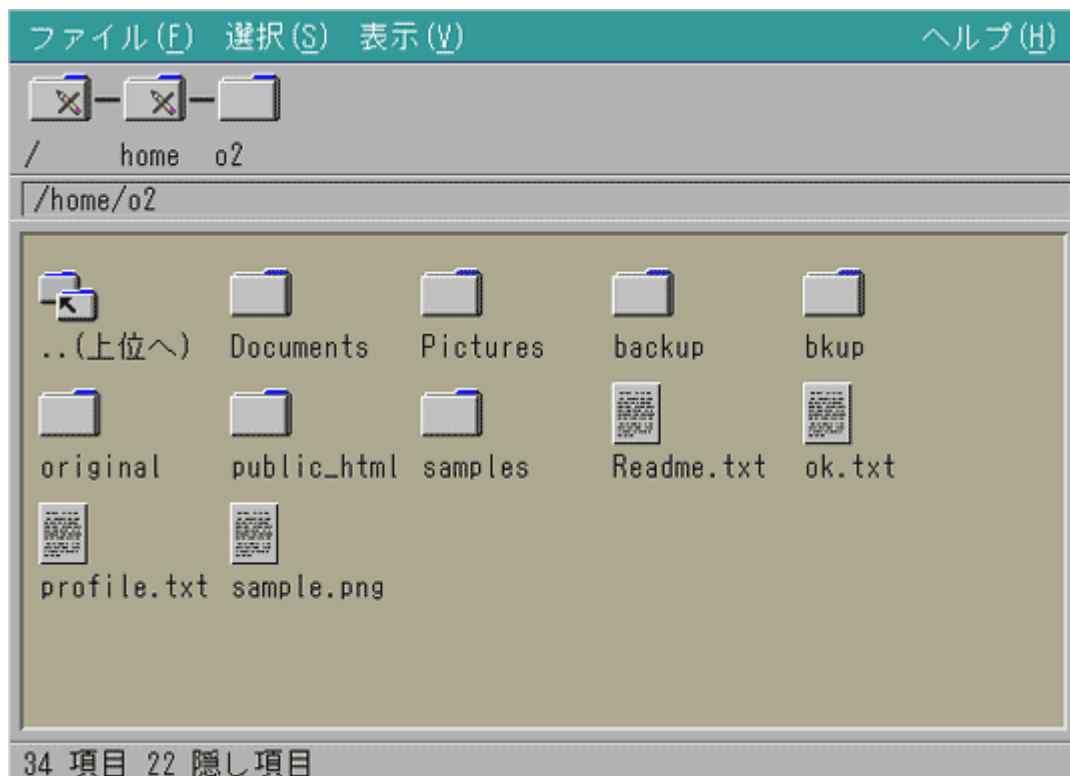 ファイル(F) 選択(S) 表示(V) ヘルプ(H)
/ home o2
/home/o2
..(上位へ) Documents Pictures backup bkup
original public_html samples Readme.txt ok.txt
profile.txt sample.png
34 項目 22 隠し項目